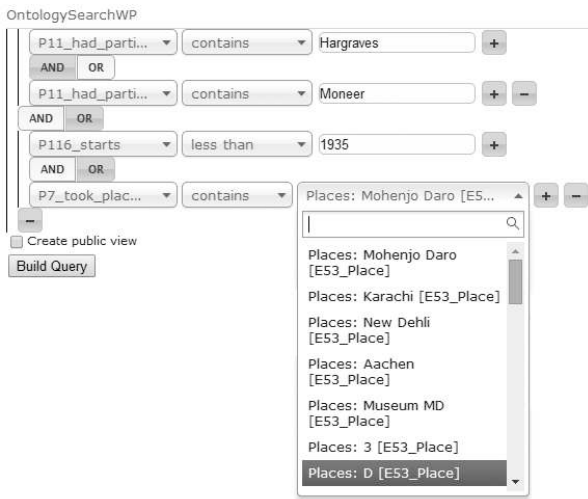 OntologySearchWP
P11_had_parti... contains Hargraves +
AND OR
P11_had_parti... contains Moneer + -
AND OR
P116_starts less than 1935 +
AND OR
P7_took_plac... contains Places: Mohenjo Daro [E5... + -
-
Create public view
Build Query
Places: Mohenjo Daro
[E53_Place]
Places: Karachi [E53_Place]
Places: New Dehli
[E53_Place]
Places: Aachen
[E53_Place]
Places: Museum MD
[E53_Place]
Places: 3 [E53_Place]
Places: D [E53_Place]